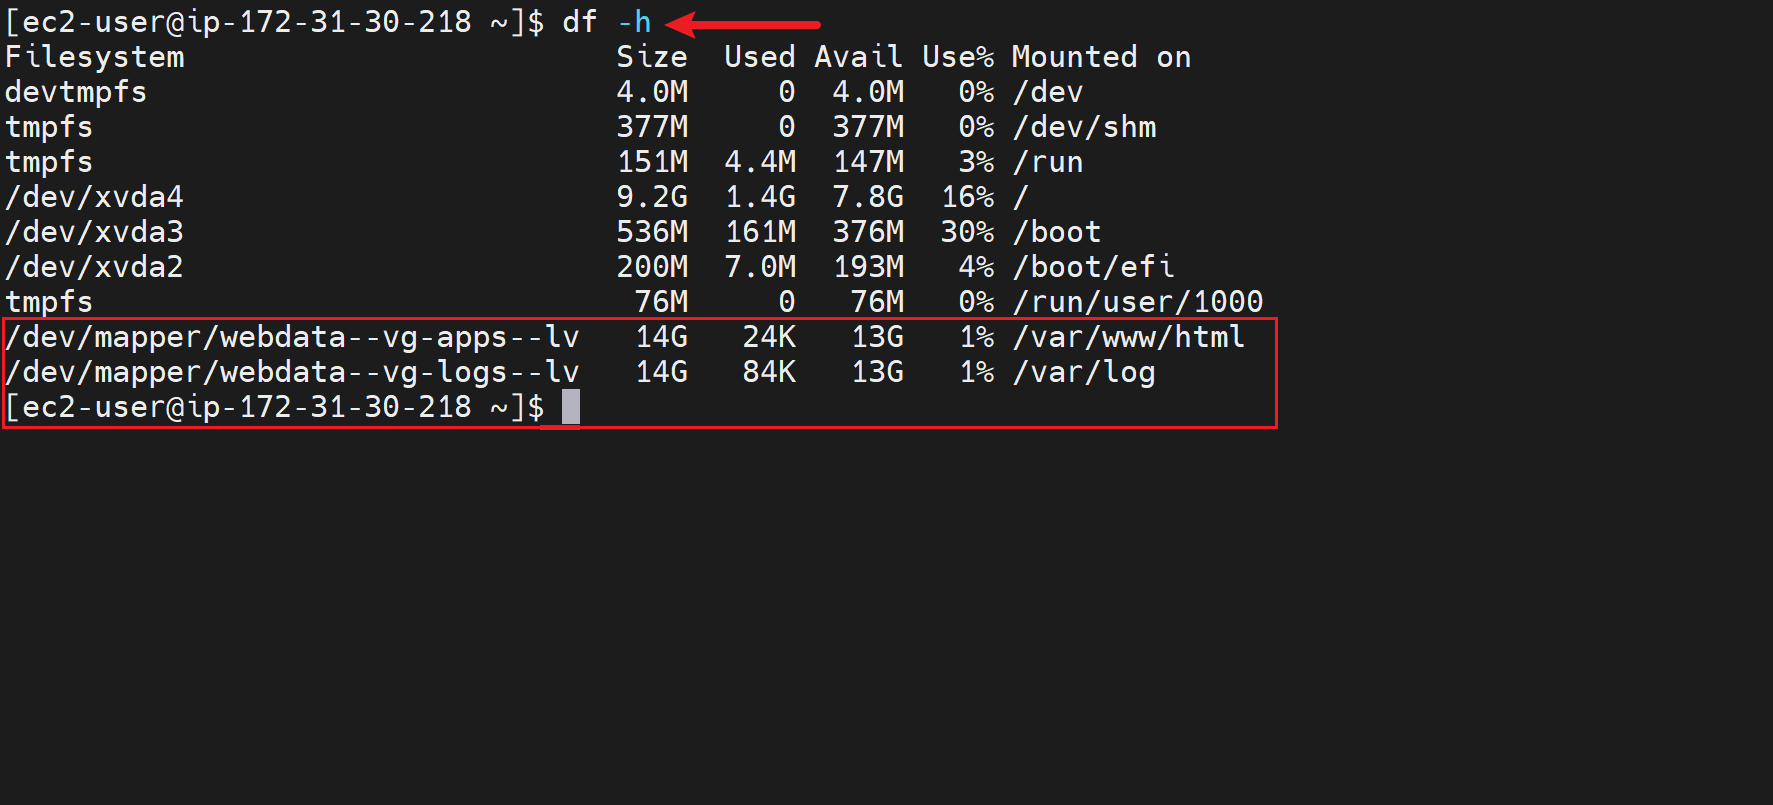 [ec2-user@ip-172-31-30-218 ~]$ df -h
Filesystem                        Size  Used Avail Use% Mounted on
devtmpfs                          4.0M     0  4.0M   0% /dev
tmpfs                             377M     0  377M   0% /dev/shm
tmpfs                             151M  4.4M  147M   3% /run
/dev/xvda4                        9.2G  1.4G  7.8G  16% /
/dev/xvda3                        536M  161M  376M  30% /boot
/dev/xvda2                        200M  7.0M  193M   4% /boot/efi
tmpfs                              76M     0   76M   0% /run/user/1000
/dev/mapper/webdata--vg-apps--lv   14G   24K   13G   1% /var/www/html
/dev/mapper/webdata--vg-logs--lv   14G   84K   13G   1% /var/log
[ec2-user@ip-172-31-30-218 ~]$